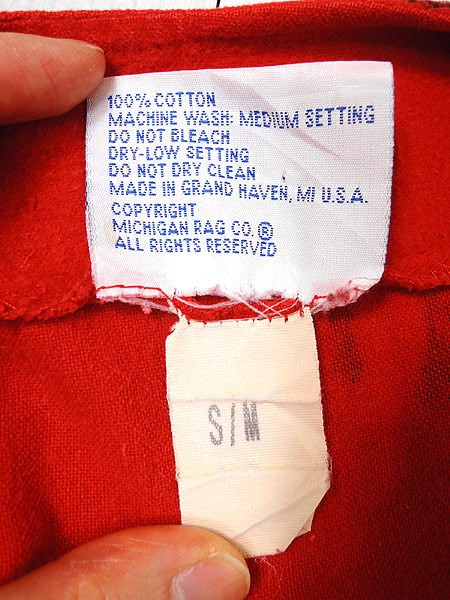 100% COTTON
MACHINE WASH: MEDIUM SETTING
DO NOT BLEACH
DRY-LOW SETTING
DO NOT DRY CLEAN
MADE IN GRAND HAVEN, MI U.S.A.
COPYRIGHT
MICHIGAN RAG CO.®
ALL RIGHTS RESERVED
S/M